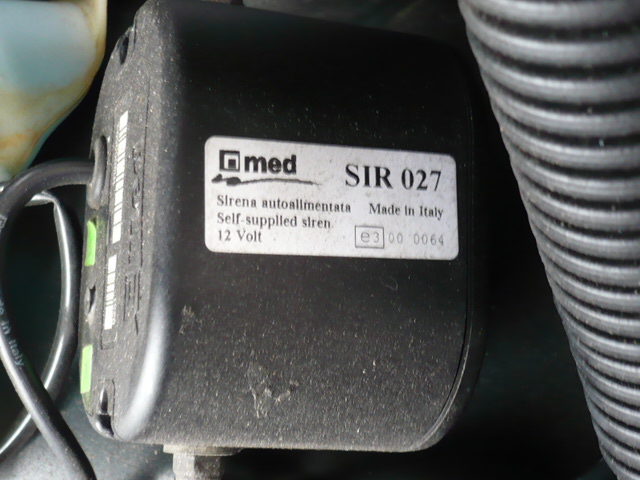 med SIR 027
Sirena autoalimentata Made in Italy
Self-supplied siren
12 Volt e3 00 0064